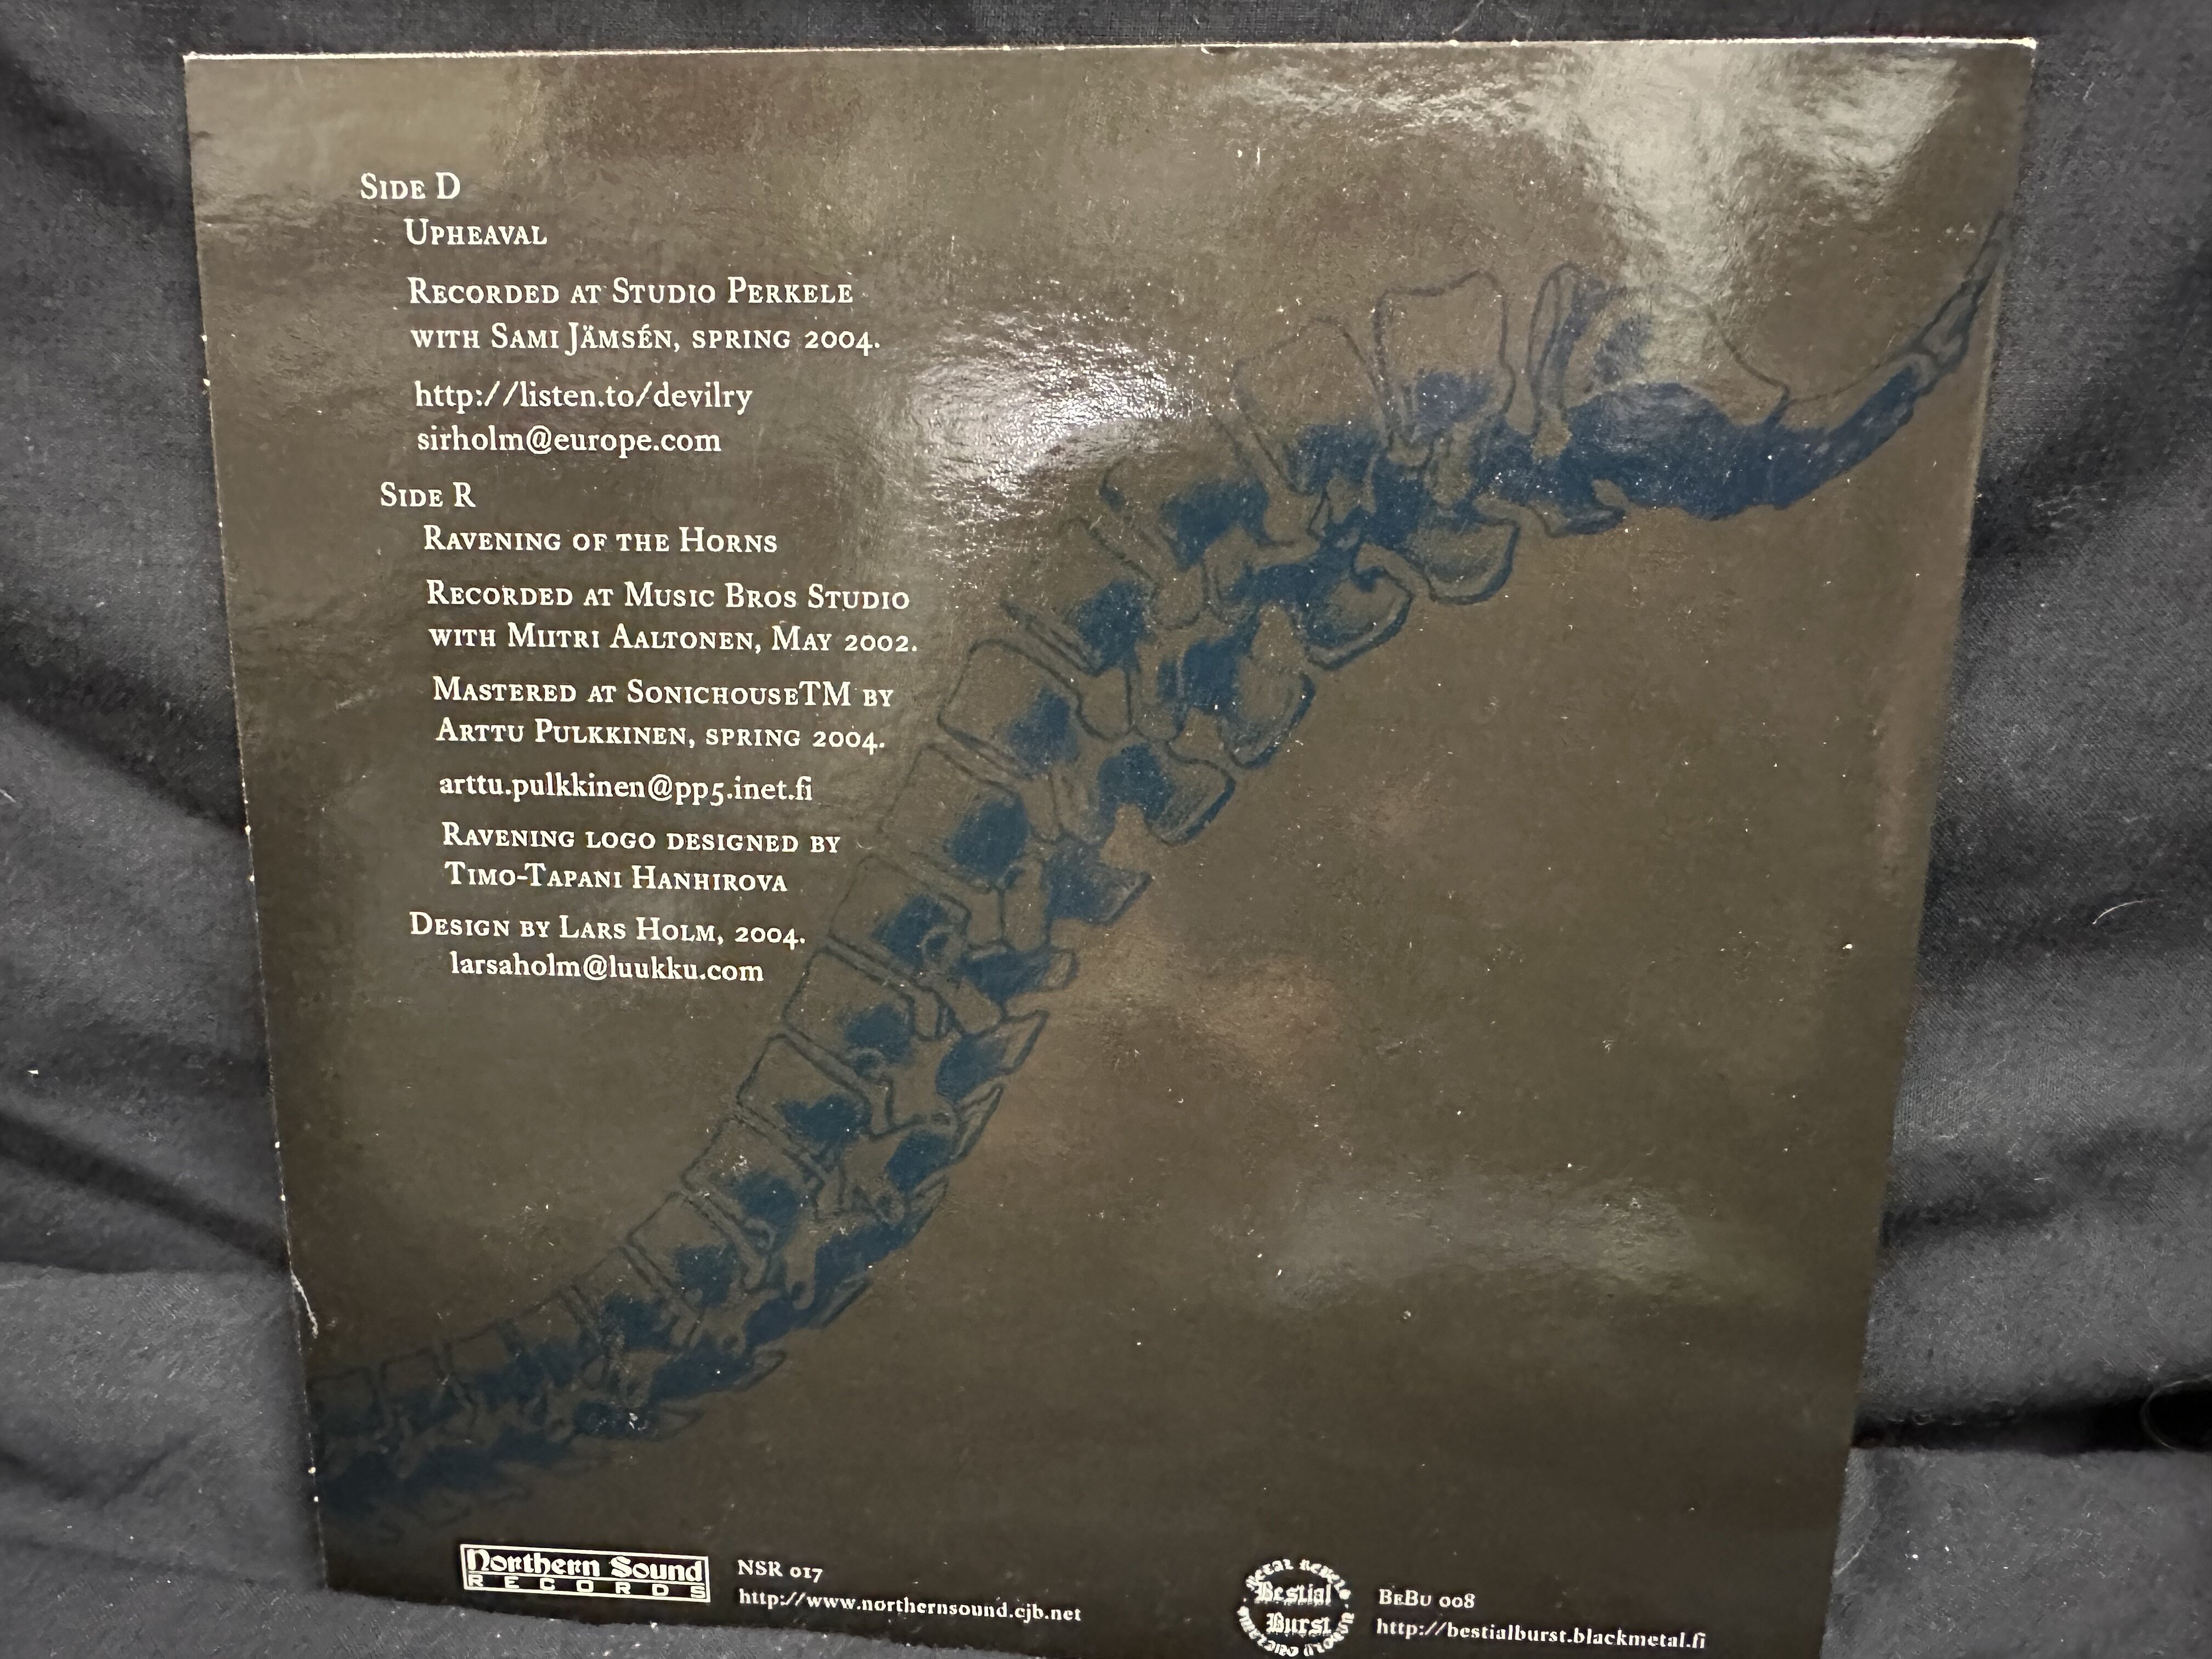 Side D
Upheaval
Recorded at Studio Perkele
with Sami Jämsén, spring 2004.
http://listen.to/devilry
sirholm@europe.com
Side R
Ravening of the Horns
Recorded at Music Bros Studio
with Miitri Aaltonen, May 2002.
Mastered at SonichouseTM by
Arttu Pulkkinen, spring 2004.
arttu.pulkkinen@pp5.inet.fi
Ravening logo designed by
Timo-Tapani Hanhirova
Design by Lars Holm, 2004.
larsaholm@luukku.com
Northern Sound
RECORDS
NSR 017
http://www.northernsound.cjb.net
Metal Rebels
Bestial
Burst
BeBu 008
http://bestialburst.blackmetal.fi